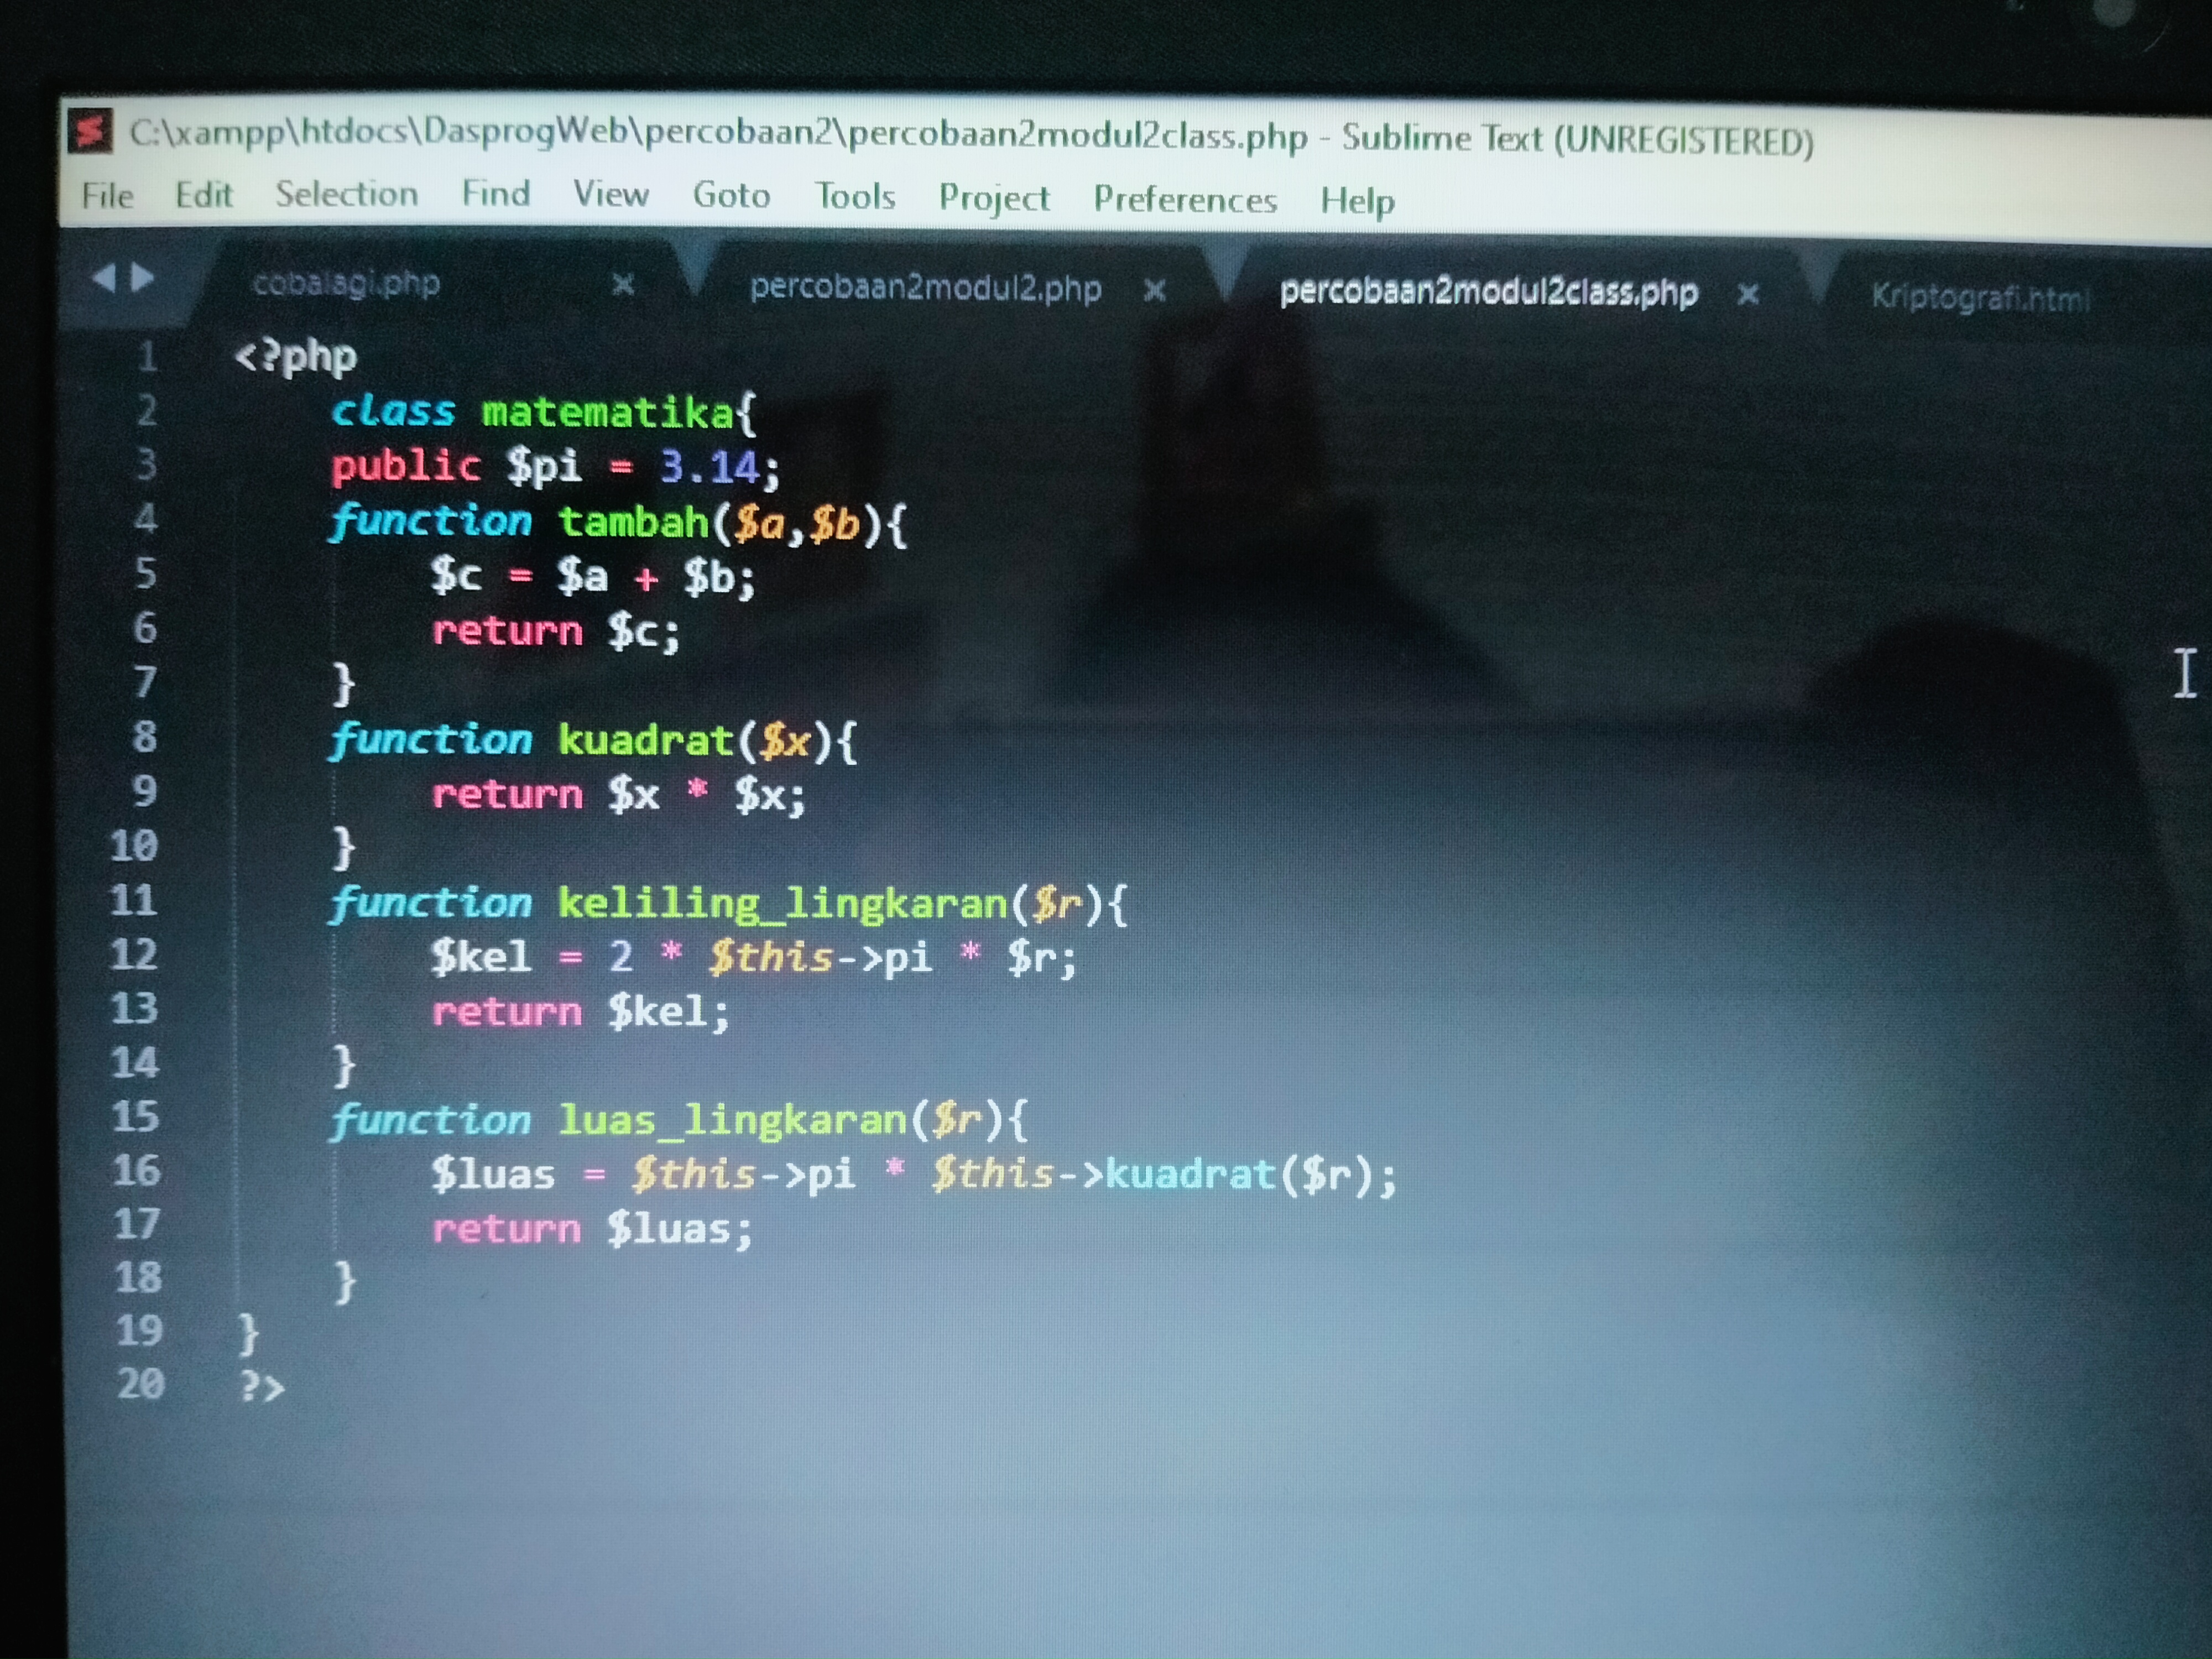 C:\xampp\htdocs\DasprogWeb\percobaan2\percobaan2modul2class.php - Sublime Text (UNREGISTERED)
File Edit Selection Find View Goto Tools Project Preferences Help
cobalagi.php × percobaan2modul2.php × percobaan2modul2class.php × Kriptografi.html
1 <?php
2 class matematika{
3 public $pi = 3.14;
4 function tambah($a,$b){
5 $c = $a + $b;
6 return $c;
7 }
8 function kuadrat($x){
9 return $x * $x;
10 }
11 function keliling_lingkaran($r){
12 $kel = 2 * $this->pi * $r;
13 return $kel;
14 }
15 function luas_lingkaran($r){
16 $luas = $this->pi * $this->kuadrat($r);
17 return $luas;
18 }
19 }
20 ?>